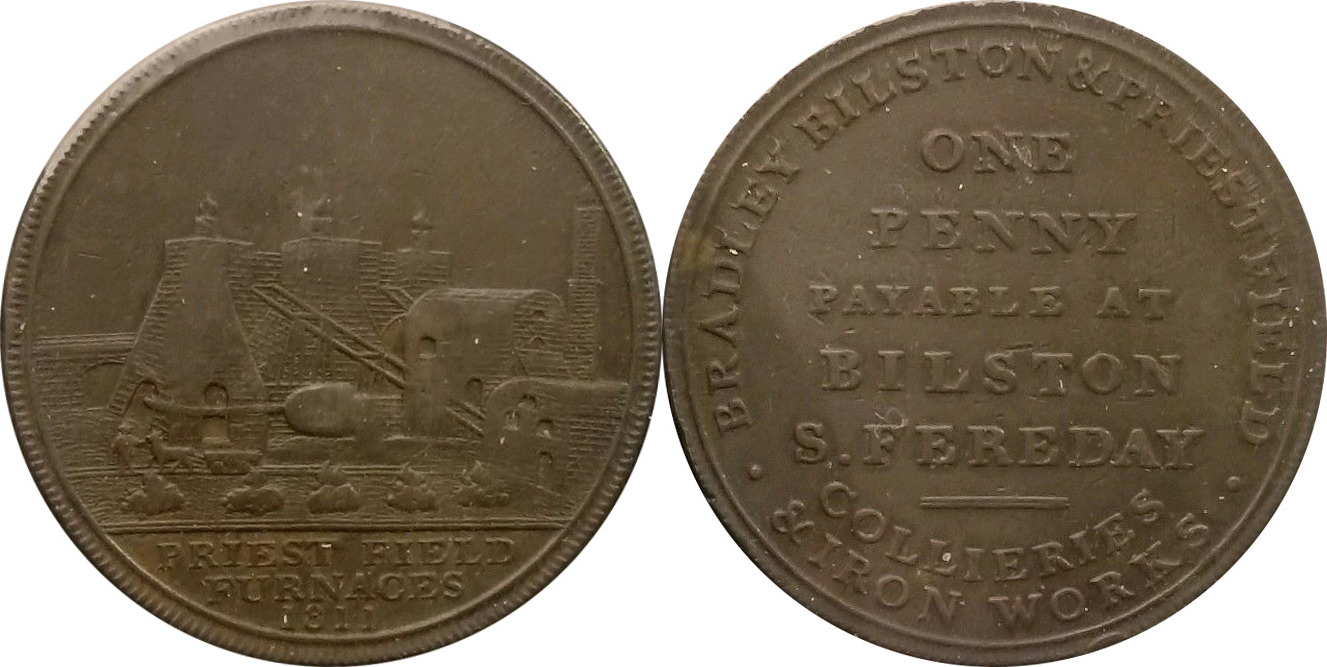 PRIEST FIELD
FURNACES
1811
BRADLEY BILSTON & PRIESTFIELD
ONE
PENNY
PAYABLE AT
BILSTON
S. FEREDAY
COLLIERIES
& IRON WORKS